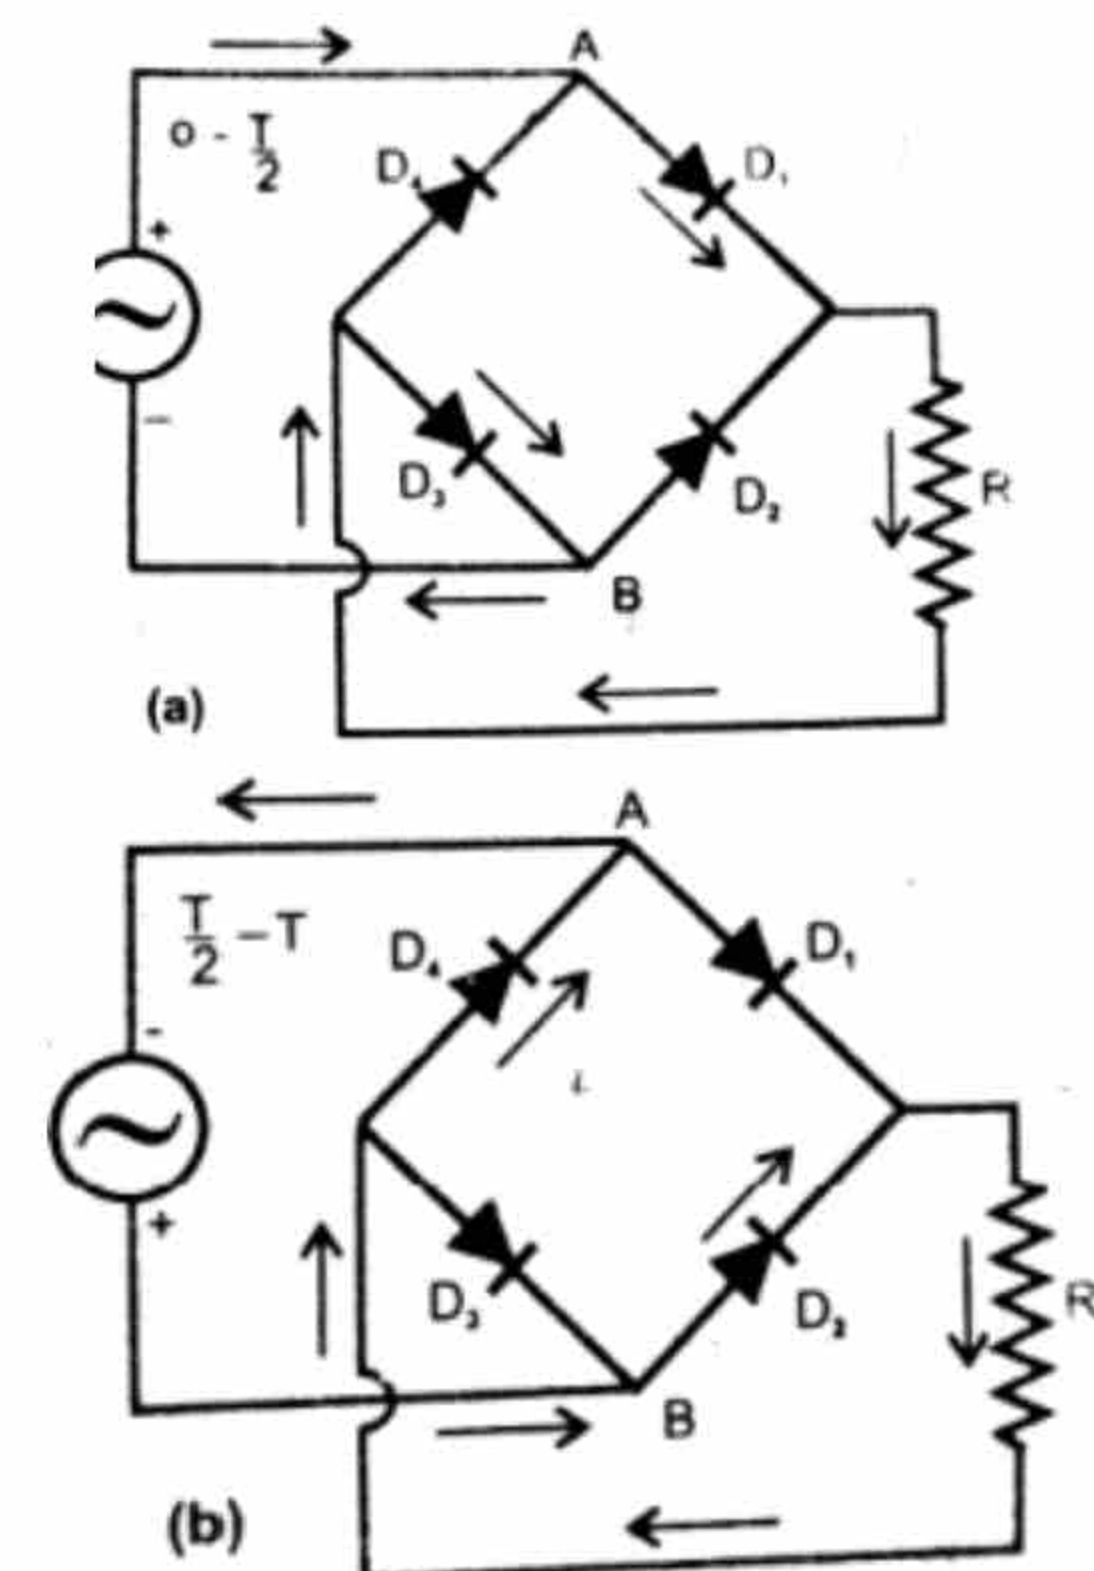 A
o - T/2
D₄
D₁
+
–
D₃
D₂
R
B
(a)
A
T/2 – T
D₄
D₁
-
+
D₃
D₂
R
B
(b)